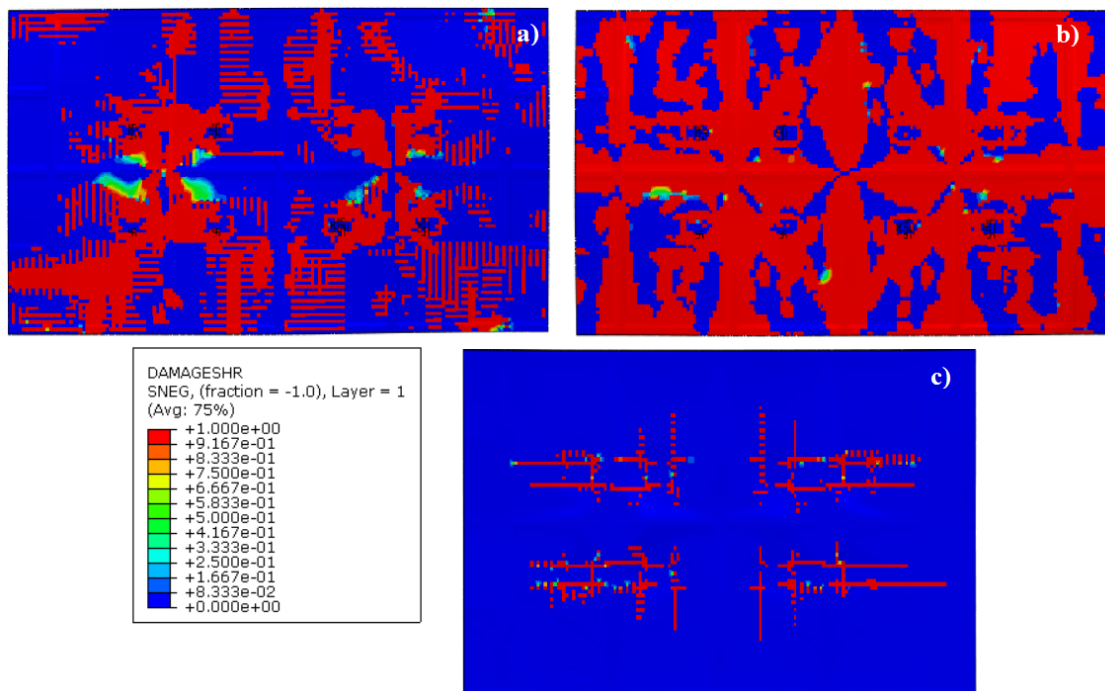 a)
b)
DAMAGESHR
SNEG, (fraction = -1.0), Layer = 1
(Avg: 75%)
+1.000e+00
+9.167e-01
+8.333e-01
+7.500e-01
+6.667e-01
+5.833e-01
+5.000e-01
+4.167e-01
+3.333e-01
+2.500e-01
+1.667e-01
+8.333e-02
+0.000e+00
c)